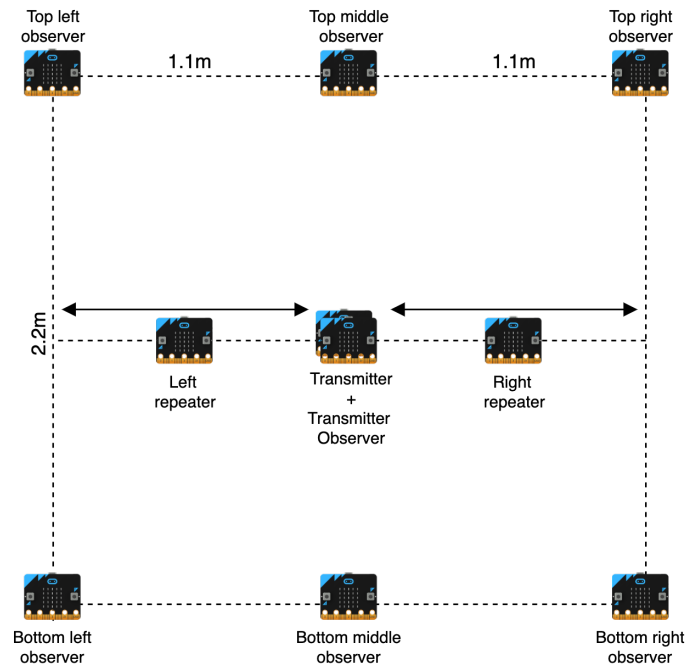 Top left
observer
Top middle
observer
Top right
observer
1.1m
1.1m
2.2m
Left
repeater
Transmitter
+
Transmitter
Observer
Right
repeater
Bottom left
observer
Bottom middle
observer
Bottom right
observer